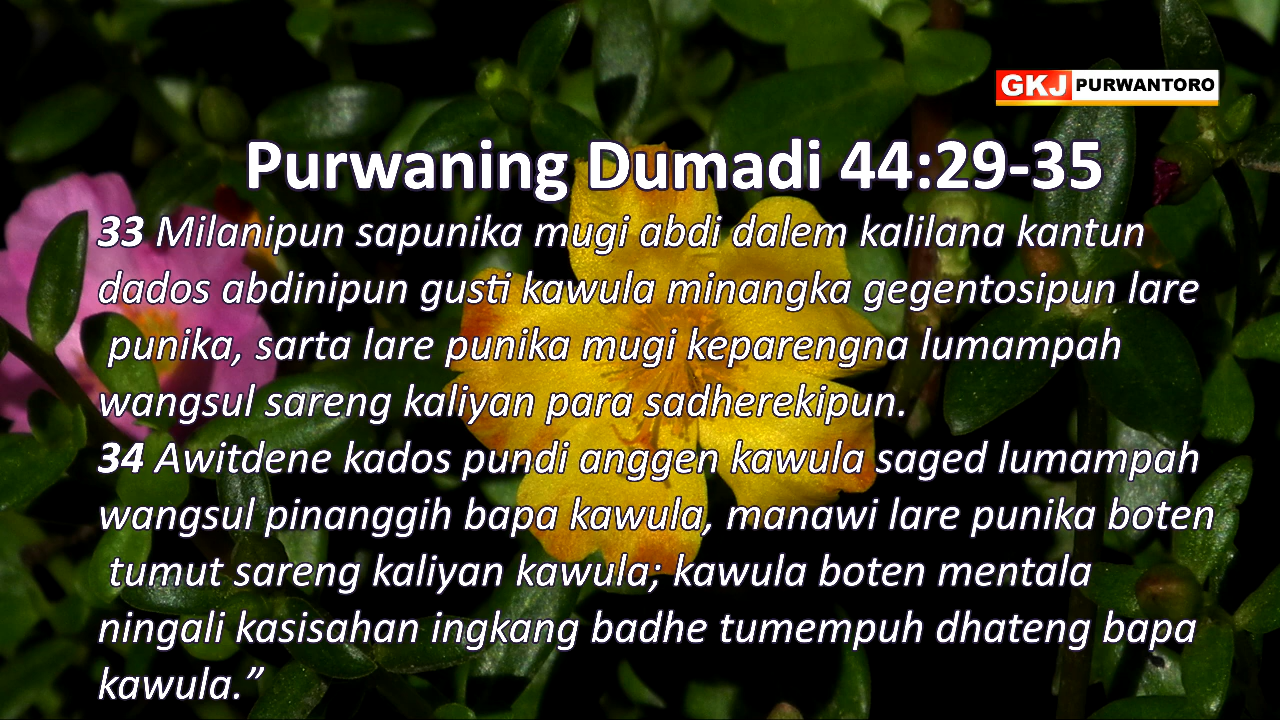 GKJ PURWANTORO
Purwaning Dumadi 44:29-35
33 Milanipun sapunika mugi abdi dalem kalilana kantun
dados abdinipun gusti kawula minangka gegentosipun lare
punika, sarta lare punika mugi keparengna lumampah
wangsul sareng kaliyan para sadherekipun.
34 Awitdene kados pundi anggen kawula saged lumampah
wangsul pinanggih bapa kawula, manawi lare punika boten
tumut sareng kaliyan kawula; kawula boten mentala
ningali kasisahan ingkang badhe tumempuh dhateng bapa
kawula.”